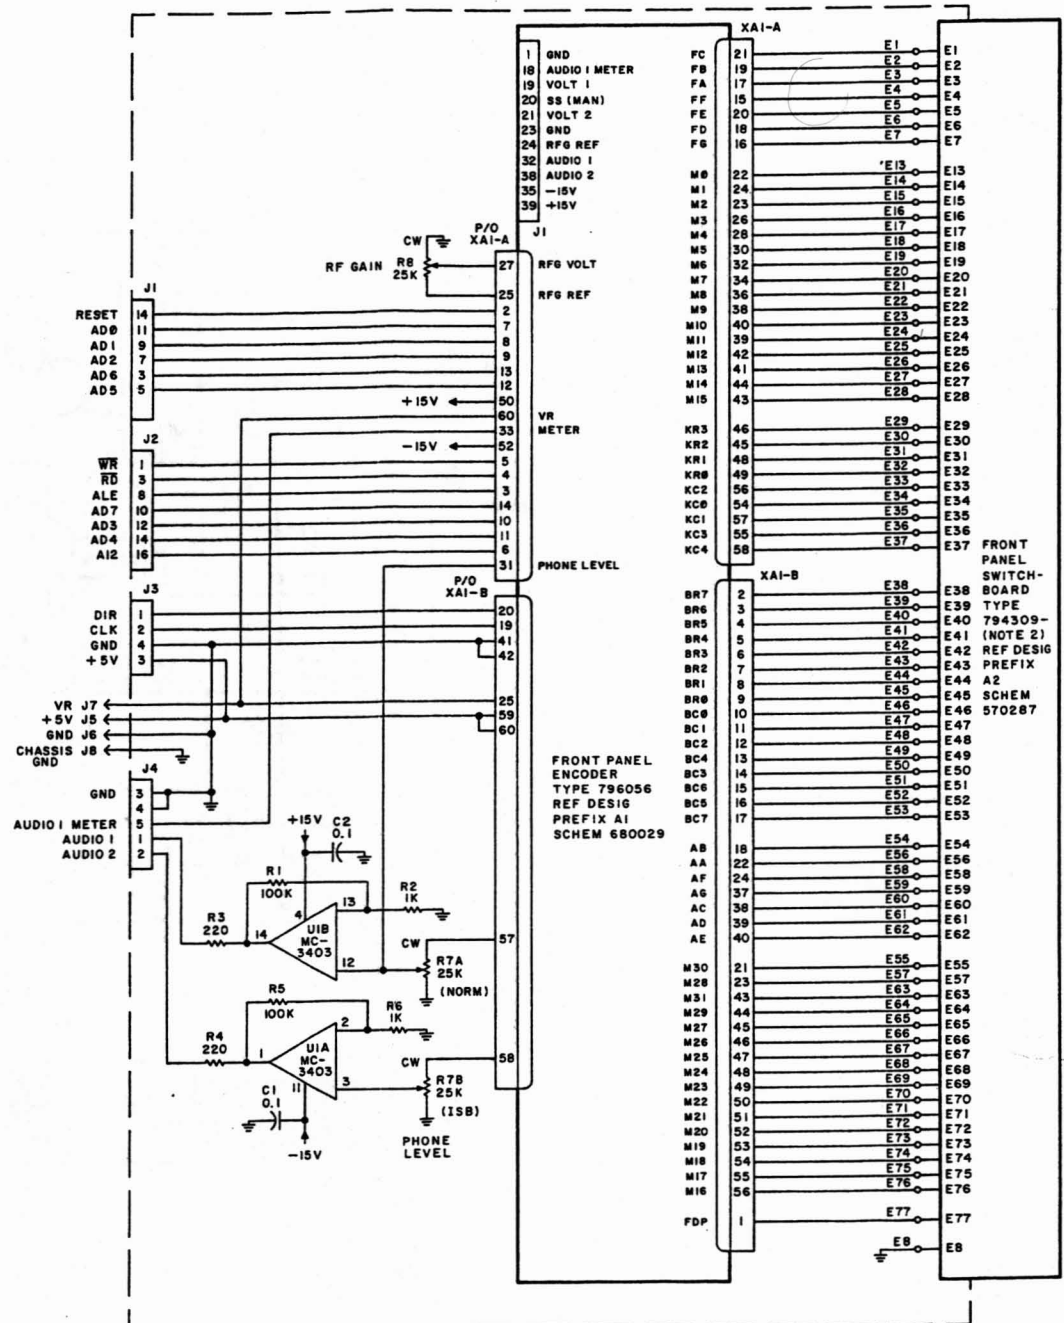 XA1-A
1 GND
18 AUDIO 1 METER
19 VOLT 1
20 SS (MAN)
21 VOLT 2
23 GND
24 RFG REF
32 AUDIO 1
38 AUDIO 2
35 -15V
39 +15V
J1
P/O
XA1-A
CW
RF GAIN R8
25K
27 RFG VOLT
25 RFG REF
J1
RESET 14 2
AD0 11 7
AD1 9 8
AD2 7 9
AD6 3 13
AD5 5 12
+15V 50
60 VR
33 METER
-15V 52
J2
WR 1 5
RD 3 4
ALE 8 3
AD7 10 14
AD3 12 10
AD4 14 11
A12 16 6
31 PHONE LEVEL
P/O
XA1-B
J3
DIR 1 20
CLK 2 19
GND 4 41
+5V 3 42
VR J7 25
+5V J5 59
GND J6 60
CHASSIS J8
GND
J4
GND 3
4
AUDIO 1 METER 5
AUDIO 1 1
AUDIO 2 2
+15V
C2
0.1
R1
100K
R2
1K
R3
220
14
4
13
12
U1B
MC-
3403
CW
R7A
25K
(NORM)
57
R5
100K
R6
1K
R4
220
1
2
3
11
U1A
MC-
3403
CW
R7B
25K
(ISB)
58
C1
0.1
-15V
PHONE
LEVEL
FRONT PANEL
ENCODER
TYPE 796056
REF DESIG
PREFIX A1
SCHEM 680029
FC 21 E1 E1
FB 19 E2 E2
FA 17 E3 E3
FF 15 E4 E4
FE 20 E5 E5
FD 18 E6 E6
FG 16 E7 E7
M0 22 E13 E13
M1 24 E14 E14
M2 23 E15 E15
M3 26 E16 E16
M4 28 E17 E17
M5 30 E18 E18
M6 32 E19 E19
M7 34 E20 E20
M8 36 E21 E21
M9 38 E22 E22
M10 40 E23 E23
M11 39 E24 E24
M12 42 E25 E25
M13 41 E26 E26
M14 44 E27 E27
M15 43 E28 E28
KR3 46 E29 E29
KR2 45 E30 E30
KR1 48 E31 E31
KR0 49 E32 E32
KC2 56 E33 E33
KC0 54 E34 E34
KC1 57 E35 E35
KC3 55 E36 E36
KC4 58 E37 E37
XA1-B
BR7 2 E38 E38
BR6 3 E39 E39
BR5 4 E40 E40
BR4 5 E41 E41
BR3 6 E42 E42
BR2 7 E43 E43
BR1 8 E44 E44
BR0 9 E45 E45
BC0 10 E46 E46
BC1 11 E47 E47
BC2 12 E48 E48
BC4 13 E49 E49
BC3 14 E50 E50
BC6 15 E51 E51
BC5 16 E52 E52
BC7 17 E53 E53
AB 18 E54 E54
AA 22 E56 E56
AF 24 E58 E58
AG 37 E59 E59
AC 38 E60 E60
AD 39 E61 E61
AE 40 E62 E62
M30 21 E55 E55
M28 23 E57 E57
M31 43 E63 E63
M29 44 E64 E64
M27 45 E65 E65
M26 46 E66 E66
M25 47 E67 E67
M24 48 E68 E68
M23 49 E69 E69
M22 50 E70 E70
M21 51 E71 E71
M20 52 E72 E72
M19 53 E73 E73
M18 54 E74 E74
M17 55 E75 E75
M16 56 E76 E76
FDP 1 E77 E77
E8 E8
FRONT
PANEL
SWITCH-
BOARD
TYPE
794309-
(NOTE 2)
REF DESIG
PREFIX
A2
SCHEM
570287